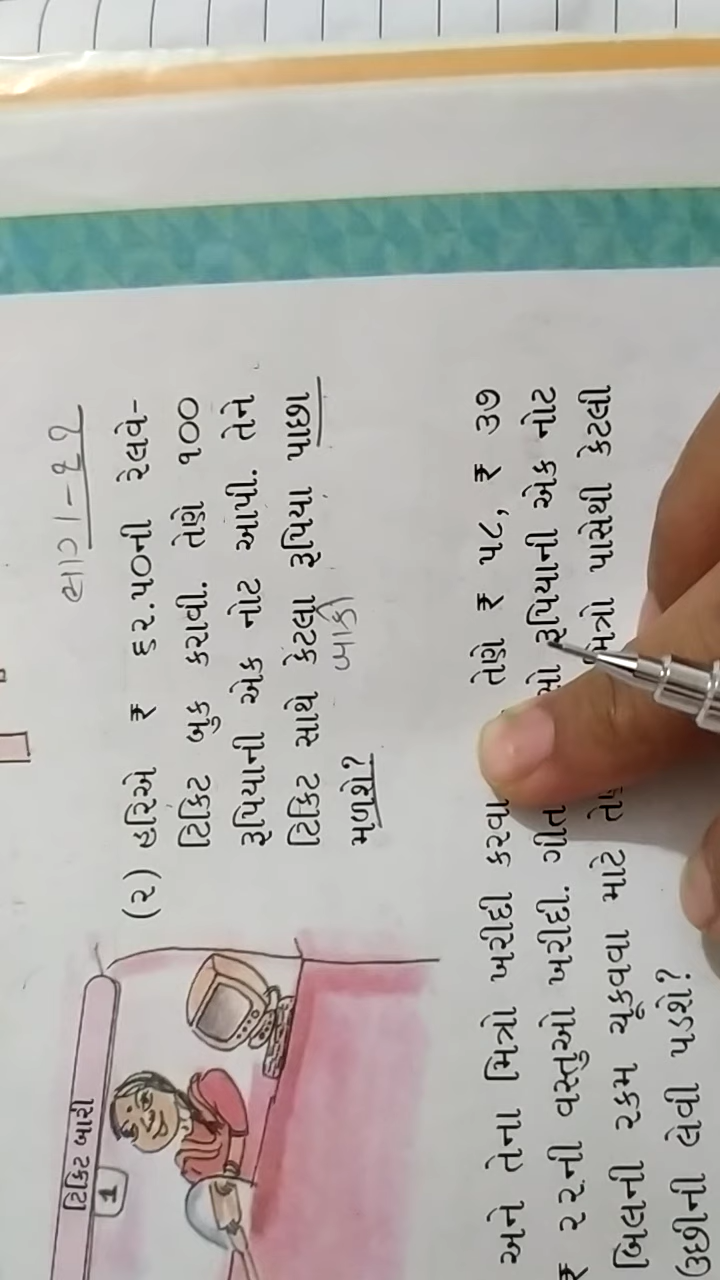 ભાગ-૨૧
(૨) હરિએ ₹ ૬૨.૫૦ની રેલવે-
ટિકિટ બુક કરાવી. તેણે ૧૦૦
રૂપિયાની એક નોટ આપી. તેને
ટિકિટ સાથે કેટલા રૂપિયા પાછા
બાકી
મળશે?
ટિકિટ બારી
1
અને તેના મિત્રો ખરીદી કરવા તેણે ₹ ૫૮, ₹ ૩૭
₹ ૨૨ની વસ્તુઓ ખરીદી. રૂપિયાની એક નોટ
બિલની રકમ ચૂકવવા માટે પાસેથી કેટલી
ઉછીની લેવી પડશે?